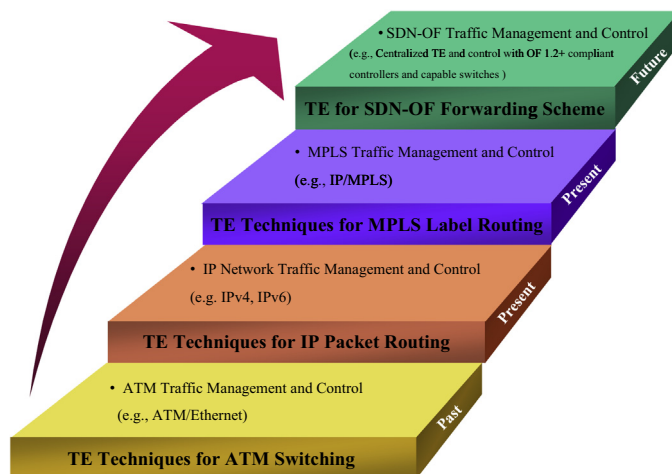 • SDN-OF Traffic Management and Control
(e.g., Centralized TE and control with OF 1.2+ compliant
controllers and capable switches )
TE for SDN-OF Forwarding Scheme
Future
• MPLS Traffic Management and Control
(e.g., IP/MPLS)
TE Techniques for MPLS Label Routing
Present
• IP Network Traffic Management and Control
(e.g. IPv4, IPv6)
TE Techniques for IP Packet Routing
Present
• ATM Traffic Management and Control
(e.g., ATM/Ethernet)
TE Techniques for ATM Switching
Past